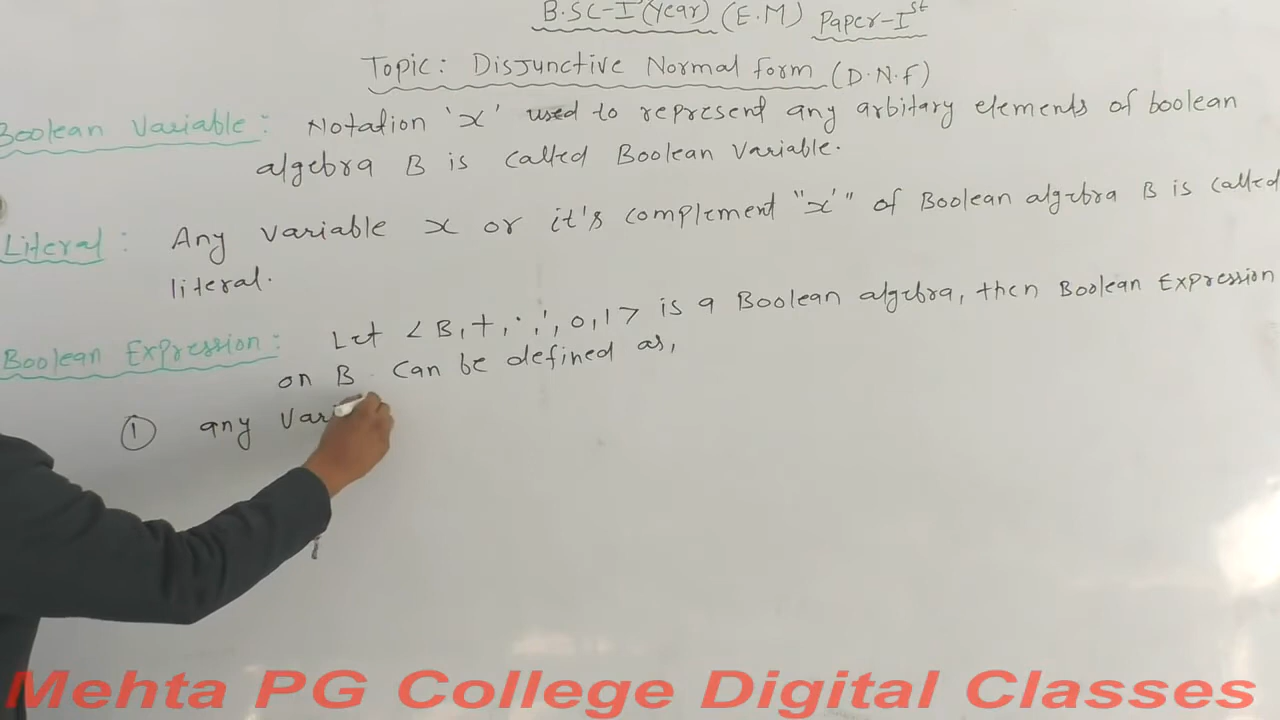 B.SC-I (Year) (E.M) Paper-Ist
Topic: Disjunctive Normal form (D.N.F)
Boolean Variable: Notation 'x' used to represent any arbitary elements of boolean
algebra B is called Boolean Variable.
Literal: Any variable x or it's complement "x'" of Boolean algebra B is called
literal.
Boolean Expression: Let <B,+,·,',0,1> is a Boolean algebra, then Boolean Expression
on B can be defined as,
① any Vari
Mehta PG College Digital Classes